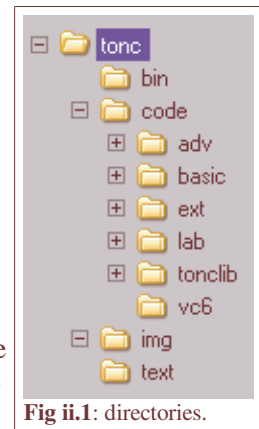 tonc
bin
code
adv
basic
ext
lab
tonclib
vc6
img
text
e
Fig ii.1: directories.